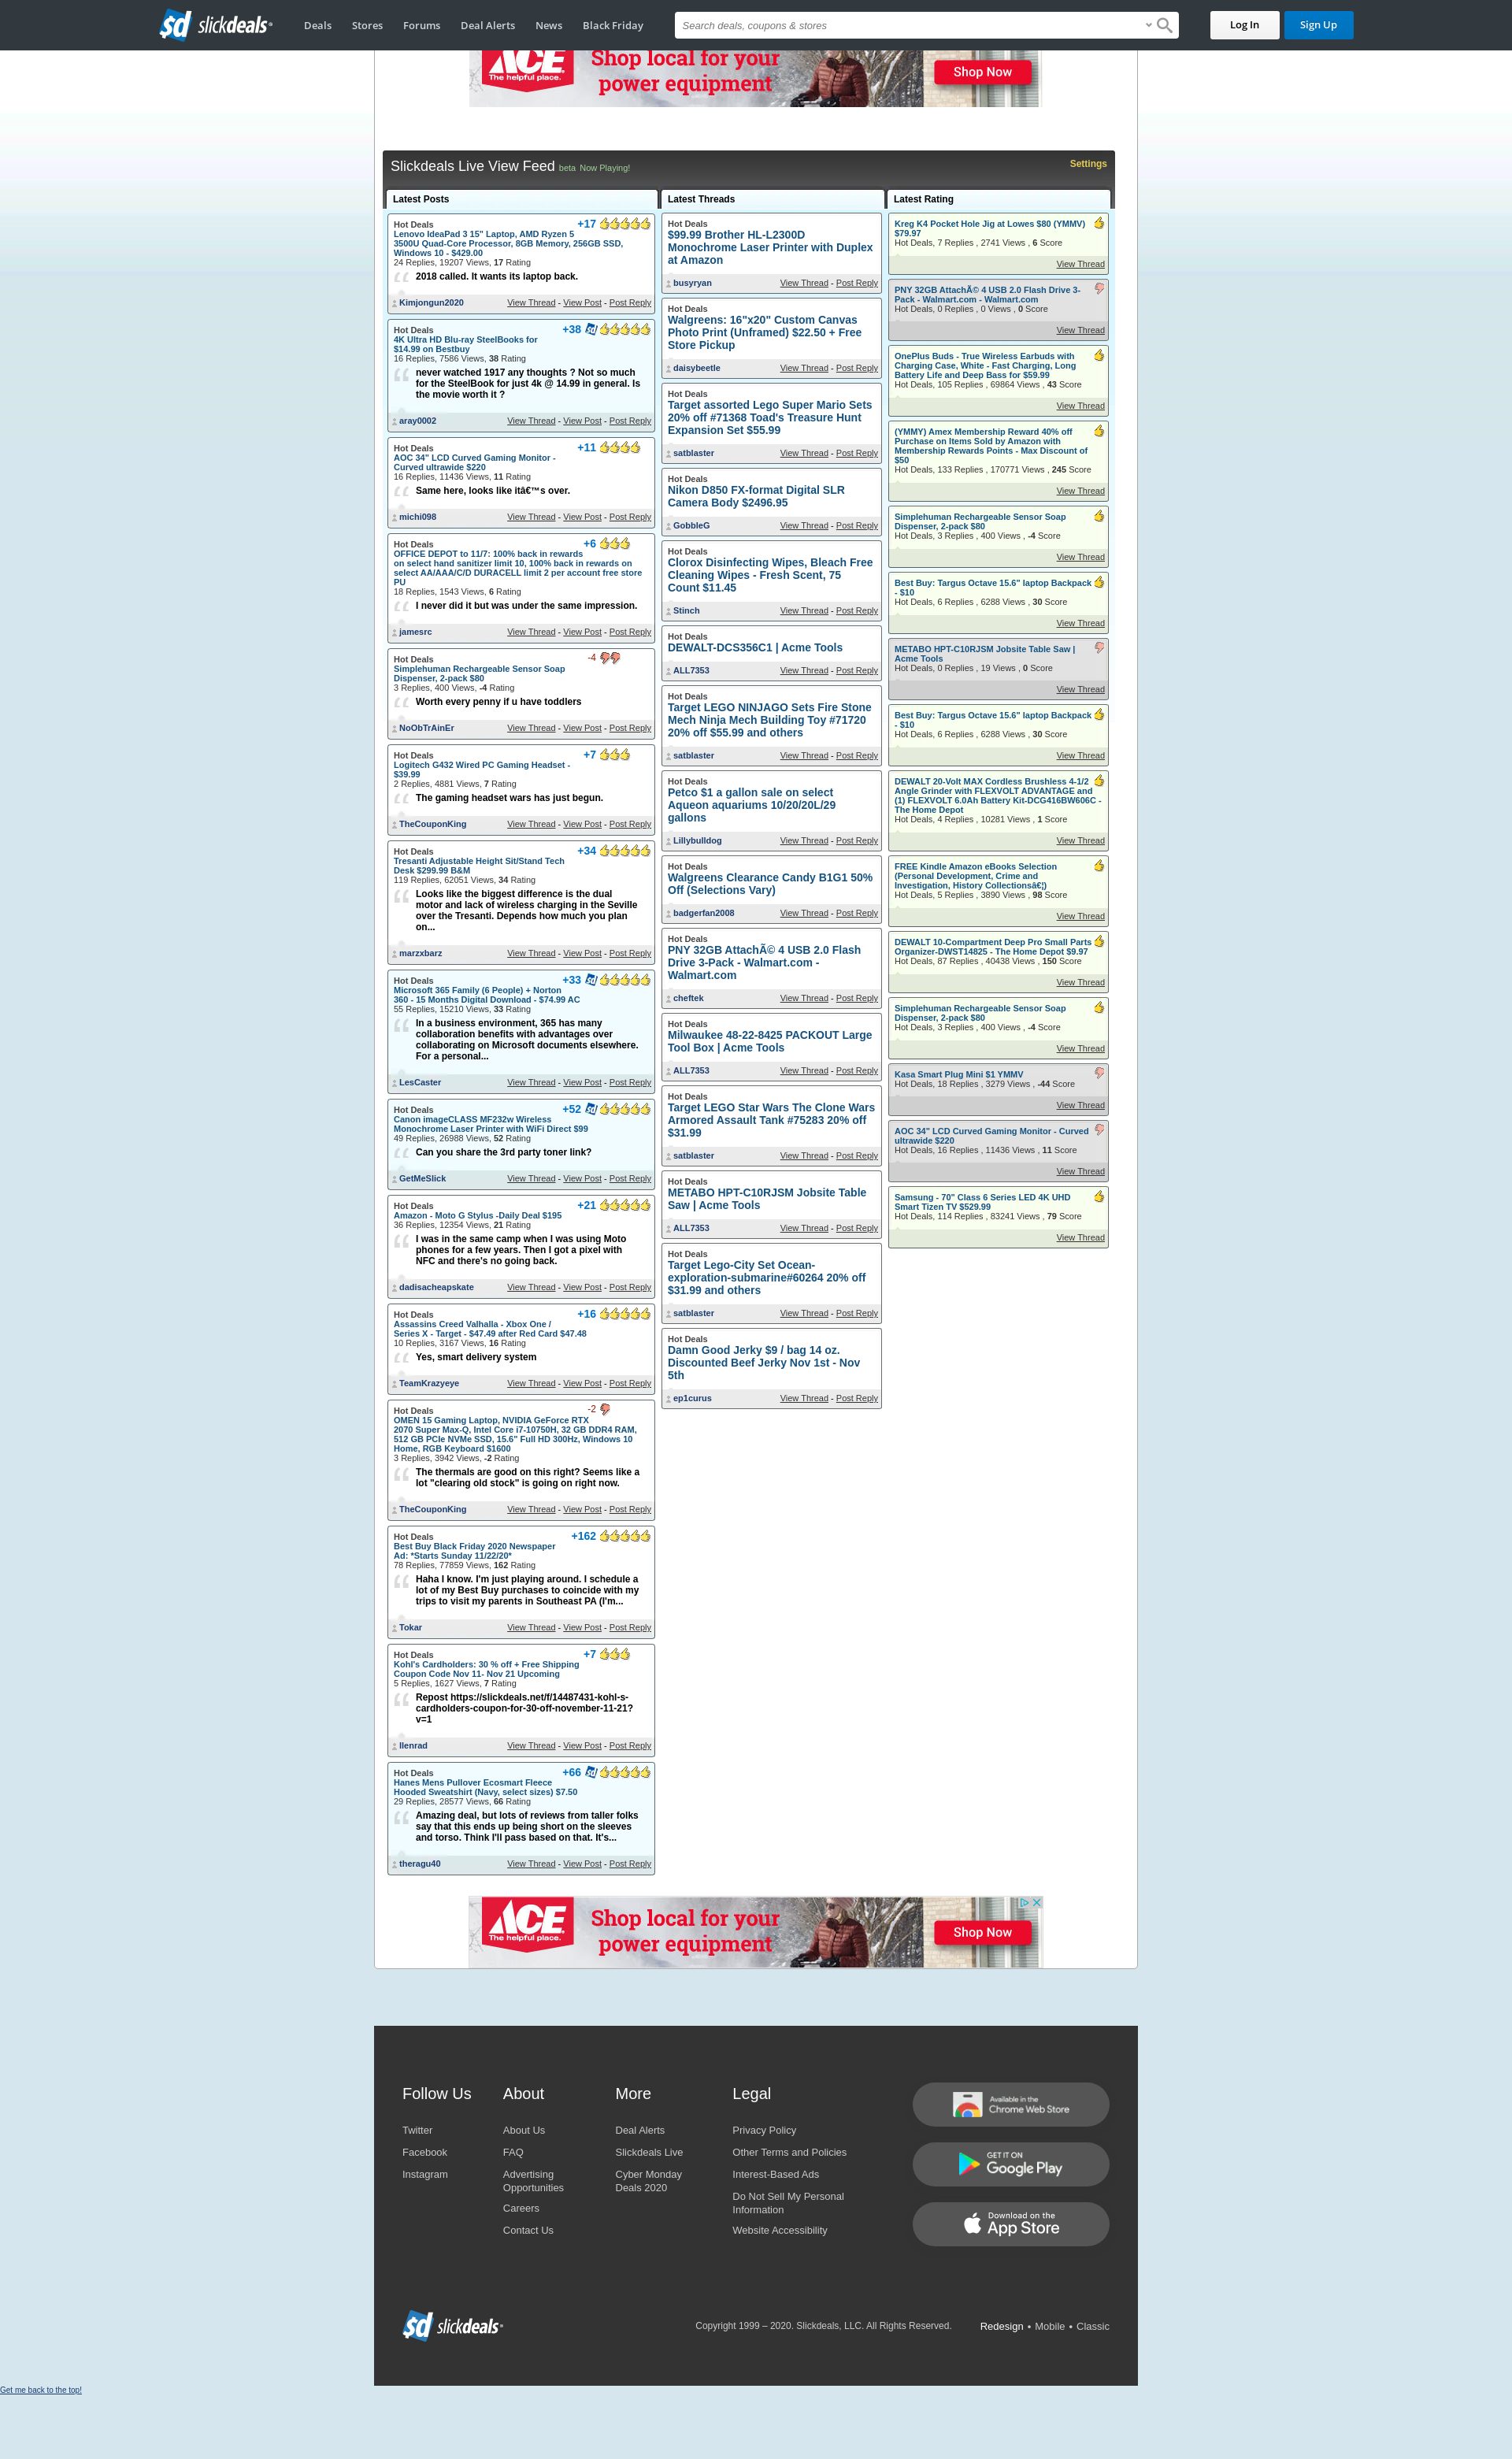 sd slickdeals
Deals
Stores
Forums
Deal Alerts
News
Black Friday
Search deals, coupons & stores
Log In
Sign Up
ACE
The helpful place.
Shop local for your
power equipment
Shop Now
Slickdeals Live View Feed beta Now Playing!
Settings
Latest Posts
Hot Deals
+17
Lenovo IdeaPad 3 15" Laptop, AMD Ryzen 5
3500U Quad-Core Processor, 8GB Memory, 256GB SSD,
Windows 10 - $429.00
24 Replies, 19207 Views, 17 Rating
2018 called. It wants its laptop back.
Kimjongun2020
View Thread - View Post - Post Reply
Hot Deals
+38
4K Ultra HD Blu-ray SteelBooks for
$14.99 on Bestbuy
16 Replies, 7586 Views, 38 Rating
never watched 1917 any thoughts ? Not so much
for the SteelBook for just 4k @ 14.99 in general. Is
the movie worth it ?
aray0002
View Thread - View Post - Post Reply
Hot Deals
+11
AOC 34" LCD Curved Gaming Monitor -
Curved ultrawide $220
16 Replies, 11436 Views, 11 Rating
Same here, looks like itâ€™s over.
michi098
View Thread - View Post - Post Reply
Hot Deals
+6
OFFICE DEPOT to 11/7: 100% back in rewards
on select hand sanitizer limit 10, 100% back in rewards on
select AA/AAA/C/D DURACELL limit 2 per account free store
PU
18 Replies, 1543 Views, 6 Rating
I never did it but was under the same impression.
jamesrc
View Thread - View Post - Post Reply
Hot Deals
-4
Simplehuman Rechargeable Sensor Soap
Dispenser, 2-pack $80
3 Replies, 400 Views, -4 Rating
Worth every penny if u have toddlers
NoObTrAinEr
View Thread - View Post - Post Reply
Hot Deals
+7
Logitech G432 Wired PC Gaming Headset -
$39.99
2 Replies, 4881 Views, 7 Rating
The gaming headset wars has just begun.
TheCouponKing
View Thread - View Post - Post Reply
Hot Deals
+34
Tresanti Adjustable Height Sit/Stand Tech
Desk $299.99 B&M
119 Replies, 62051 Views, 34 Rating
Looks like the biggest difference is the dual
motor and lack of wireless charging in the Seville
over the Tresanti. Depends how much you plan
on...
marzxbarz
View Thread - View Post - Post Reply
Hot Deals
+33
Microsoft 365 Family (6 People) + Norton
360 - 15 Months Digital Download - $74.99 AC
55 Replies, 15210 Views, 33 Rating
In a business environment, 365 has many
collaboration benefits with advantages over
collaborating on Microsoft documents elsewhere.
For a personal...
LesCaster
View Thread - View Post - Post Reply
Hot Deals
+52
Canon imageCLASS MF232w Wireless
Monochrome Laser Printer with WiFi Direct $99
49 Replies, 26988 Views, 52 Rating
Can you share the 3rd party toner link?
GetMeSlick
View Thread - View Post - Post Reply
Hot Deals
+21
Amazon - Moto G Stylus -Daily Deal $195
36 Replies, 12354 Views, 21 Rating
I was in the same camp when I was using Moto
phones for a few years. Then I got a pixel with
NFC and there's no going back.
dadisacheapskate
View Thread - View Post - Post Reply
Hot Deals
+16
Assassins Creed Valhalla - Xbox One /
Series X - Target - $47.49 after Red Card $47.48
10 Replies, 3167 Views, 16 Rating
Yes, smart delivery system
TeamKrazyeye
View Thread - View Post - Post Reply
Hot Deals
-2
OMEN 15 Gaming Laptop, NVIDIA GeForce RTX
2070 Super Max-Q, Intel Core i7-10750H, 32 GB DDR4 RAM,
512 GB PCIe NVMe SSD, 15.6" Full HD 300Hz, Windows 10
Home, RGB Keyboard $1600
3 Replies, 3942 Views, -2 Rating
The thermals are good on this right? Seems like a
lot "clearing old stock" is going on right now.
TheCouponKing
View Thread - View Post - Post Reply
Hot Deals
+162
Best Buy Black Friday 2020 Newspaper
Ad: *Starts Sunday 11/22/20*
78 Replies, 77859 Views, 162 Rating
Haha I know. I'm just playing around. I schedule a
lot of my Best Buy purchases to coincide with my
trips to visit my parents in Southeast PA (I'm...
Tokar
View Thread - View Post - Post Reply
Hot Deals
+7
Kohl's Cardholders: 30 % off + Free Shipping
Coupon Code Nov 11- Nov 21 Upcoming
5 Replies, 1627 Views, 7 Rating
Repost https://slickdeals.net/f/14487431-kohl-s-
cardholders-coupon-for-30-off-november-11-21?
v=1
llenrad
View Thread - View Post - Post Reply
Hot Deals
+66
Hanes Mens Pullover Ecosmart Fleece
Hooded Sweatshirt (Navy, select sizes) $7.50
29 Replies, 28577 Views, 66 Rating
Amazing deal, but lots of reviews from taller folks
say that this ends up being short on the sleeves
and torso. Think I'll pass based on that. It's...
theragu40
View Thread - View Post - Post Reply
Latest Threads
Hot Deals
$99.99 Brother HL-L2300D
Monochrome Laser Printer with Duplex
at Amazon
busyryan
View Thread - Post Reply
Hot Deals
Walgreens: 16"x20" Custom Canvas
Photo Print (Unframed) $22.50 + Free
Store Pickup
daisybeetle
View Thread - Post Reply
Hot Deals
Target assorted Lego Super Mario Sets
20% off #71368 Toad's Treasure Hunt
Expansion Set $55.99
satblaster
View Thread - Post Reply
Hot Deals
Nikon D850 FX-format Digital SLR
Camera Body $2496.95
GobbleG
View Thread - Post Reply
Hot Deals
Clorox Disinfecting Wipes, Bleach Free
Cleaning Wipes - Fresh Scent, 75
Count $11.45
Stinch
View Thread - Post Reply
Hot Deals
DEWALT-DCS356C1 | Acme Tools
ALL7353
View Thread - Post Reply
Hot Deals
Target LEGO NINJAGO Sets Fire Stone
Mech Ninja Mech Building Toy #71720
20% off $55.99 and others
satblaster
View Thread - Post Reply
Hot Deals
Petco $1 a gallon sale on select
Aqueon aquariums 10/20/20L/29
gallons
Lillybulldog
View Thread - Post Reply
Hot Deals
Walgreens Clearance Candy B1G1 50%
Off (Selections Vary)
badgerfan2008
View Thread - Post Reply
Hot Deals
PNY 32GB AttachÃ© 4 USB 2.0 Flash
Drive 3-Pack - Walmart.com -
Walmart.com
cheftek
View Thread - Post Reply
Hot Deals
Milwaukee 48-22-8425 PACKOUT Large
Tool Box | Acme Tools
ALL7353
View Thread - Post Reply
Hot Deals
Target LEGO Star Wars The Clone Wars
Armored Assault Tank #75283 20% off
$31.99
satblaster
View Thread - Post Reply
Hot Deals
METABO HPT-C10RJSM Jobsite Table
Saw | Acme Tools
ALL7353
View Thread - Post Reply
Hot Deals
Target Lego-City Set Ocean-
exploration-submarine#60264 20% off
$31.99 and others
satblaster
View Thread - Post Reply
Hot Deals
Damn Good Jerky $9 / bag 14 oz.
Discounted Beef Jerky Nov 1st - Nov
5th
ep1curus
View Thread - Post Reply
Latest Rating
Kreg K4 Pocket Hole Jig at Lowes $80 (YMMV)
$79.97
Hot Deals, 7 Replies , 2741 Views , 6 Score
View Thread
PNY 32GB AttachÃ© 4 USB 2.0 Flash Drive 3-
Pack - Walmart.com - Walmart.com
Hot Deals, 0 Replies , 0 Views , 0 Score
View Thread
OnePlus Buds - True Wireless Earbuds with
Charging Case, White - Fast Charging, Long
Battery Life and Deep Bass for $59.99
Hot Deals, 105 Replies , 69864 Views , 43 Score
View Thread
(YMMY) Amex Membership Reward 40% off
Purchase on Items Sold by Amazon with
Membership Rewards Points - Max Discount of
$50
Hot Deals, 133 Replies , 170771 Views , 245 Score
View Thread
Simplehuman Rechargeable Sensor Soap
Dispenser, 2-pack $80
Hot Deals, 3 Replies , 400 Views , -4 Score
View Thread
Best Buy: Targus Octave 15.6" laptop Backpack
- $10
Hot Deals, 6 Replies , 6288 Views , 30 Score
View Thread
METABO HPT-C10RJSM Jobsite Table Saw |
Acme Tools
Hot Deals, 0 Replies , 19 Views , 0 Score
View Thread
Best Buy: Targus Octave 15.6" laptop Backpack
- $10
Hot Deals, 6 Replies , 6288 Views , 30 Score
View Thread
DEWALT 20-Volt MAX Cordless Brushless 4-1/2
Angle Grinder with FLEXVOLT ADVANTAGE and
(1) FLEXVOLT 6.0Ah Battery Kit-DCG416BW606C -
The Home Depot
Hot Deals, 4 Replies , 10281 Views , 1 Score
View Thread
FREE Kindle Amazon eBooks Selection
(Personal Development, Crime and
Investigation, History Collectionsâ€¦)
Hot Deals, 5 Replies , 3890 Views , 98 Score
View Thread
DEWALT 10-Compartment Deep Pro Small Parts
Organizer-DWST14825 - The Home Depot $9.97
Hot Deals, 87 Replies , 40438 Views , 150 Score
View Thread
Simplehuman Rechargeable Sensor Soap
Dispenser, 2-pack $80
Hot Deals, 3 Replies , 400 Views , -4 Score
View Thread
Kasa Smart Plug Mini $1 YMMV
Hot Deals, 18 Replies , 3279 Views , -44 Score
View Thread
AOC 34" LCD Curved Gaming Monitor - Curved
ultrawide $220
Hot Deals, 16 Replies , 11436 Views , 11 Score
View Thread
Samsung - 70" Class 6 Series LED 4K UHD
Smart Tizen TV $529.99
Hot Deals, 114 Replies , 83241 Views , 79 Score
View Thread
ACE
The helpful place.
Shop local for your
power equipment
Shop Now
Follow Us
Twitter
Facebook
Instagram
About
About Us
FAQ
Advertising
Opportunities
Careers
Contact Us
More
Deal Alerts
Slickdeals Live
Cyber Monday
Deals 2020
Legal
Privacy Policy
Other Terms and Policies
Interest-Based Ads
Do Not Sell My Personal
Information
Website Accessibility
Available in the
Chrome Web Store
GET IT ON
Google Play
Download on the
App Store
sd slickdeals
Copyright 1999 – 2020. Slickdeals, LLC. All Rights Reserved.
Redesign • Mobile • Classic
Get me back to the top!